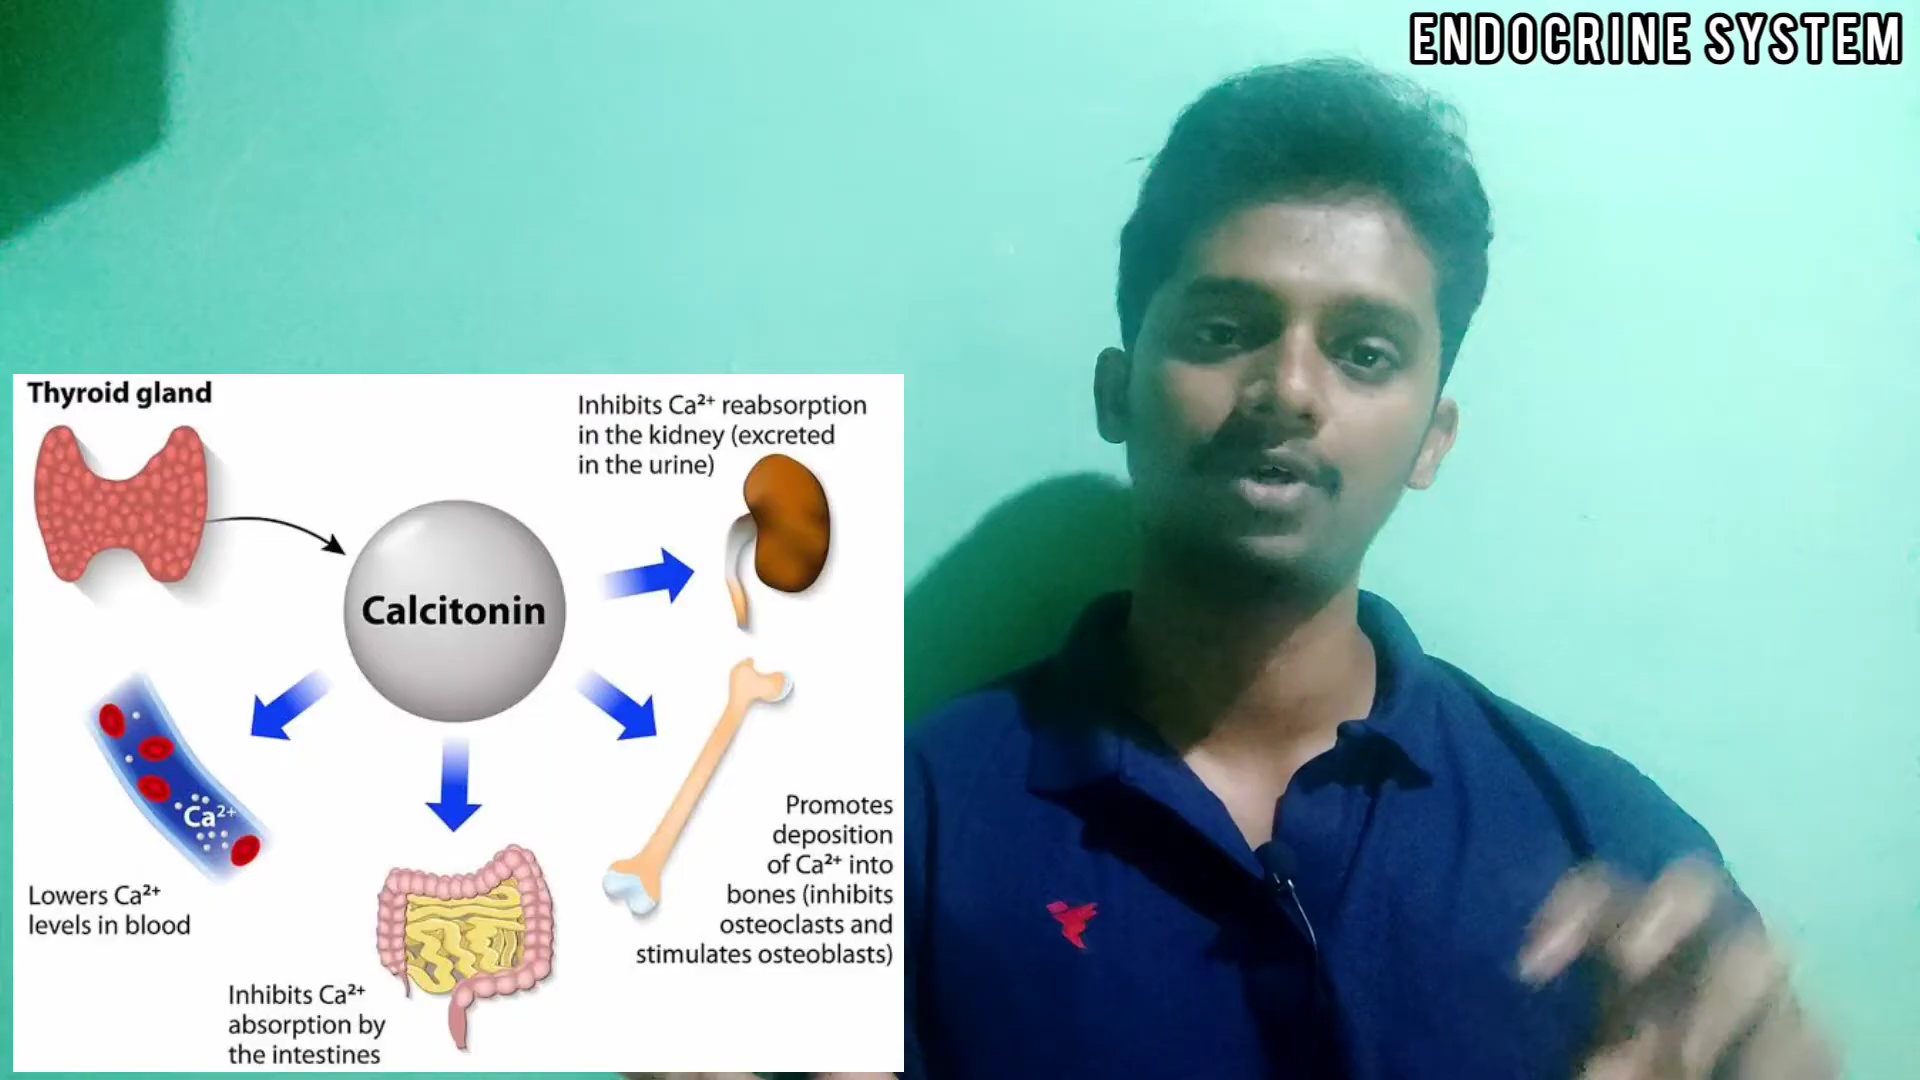 ENDOCRINE SYSTEM
Thyroid gland
Inhibits Ca²⁺ reabsorption
in the kidney (excreted
in the urine)
Calcitonin
Ca²⁺
Lowers Ca²⁺
levels in blood
Promotes
deposition
of Ca²⁺ into
bones (inhibits
osteoclasts and
stimulates osteoblasts)
Inhibits Ca²⁺
absorption by
the intestines